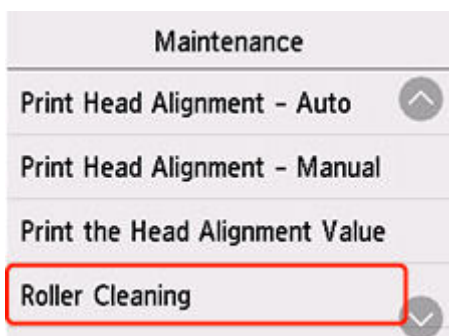 Maintenance
Print Head Alignment - Auto
Print Head Alignment - Manual
Print the Head Alignment Value
Roller Cleaning